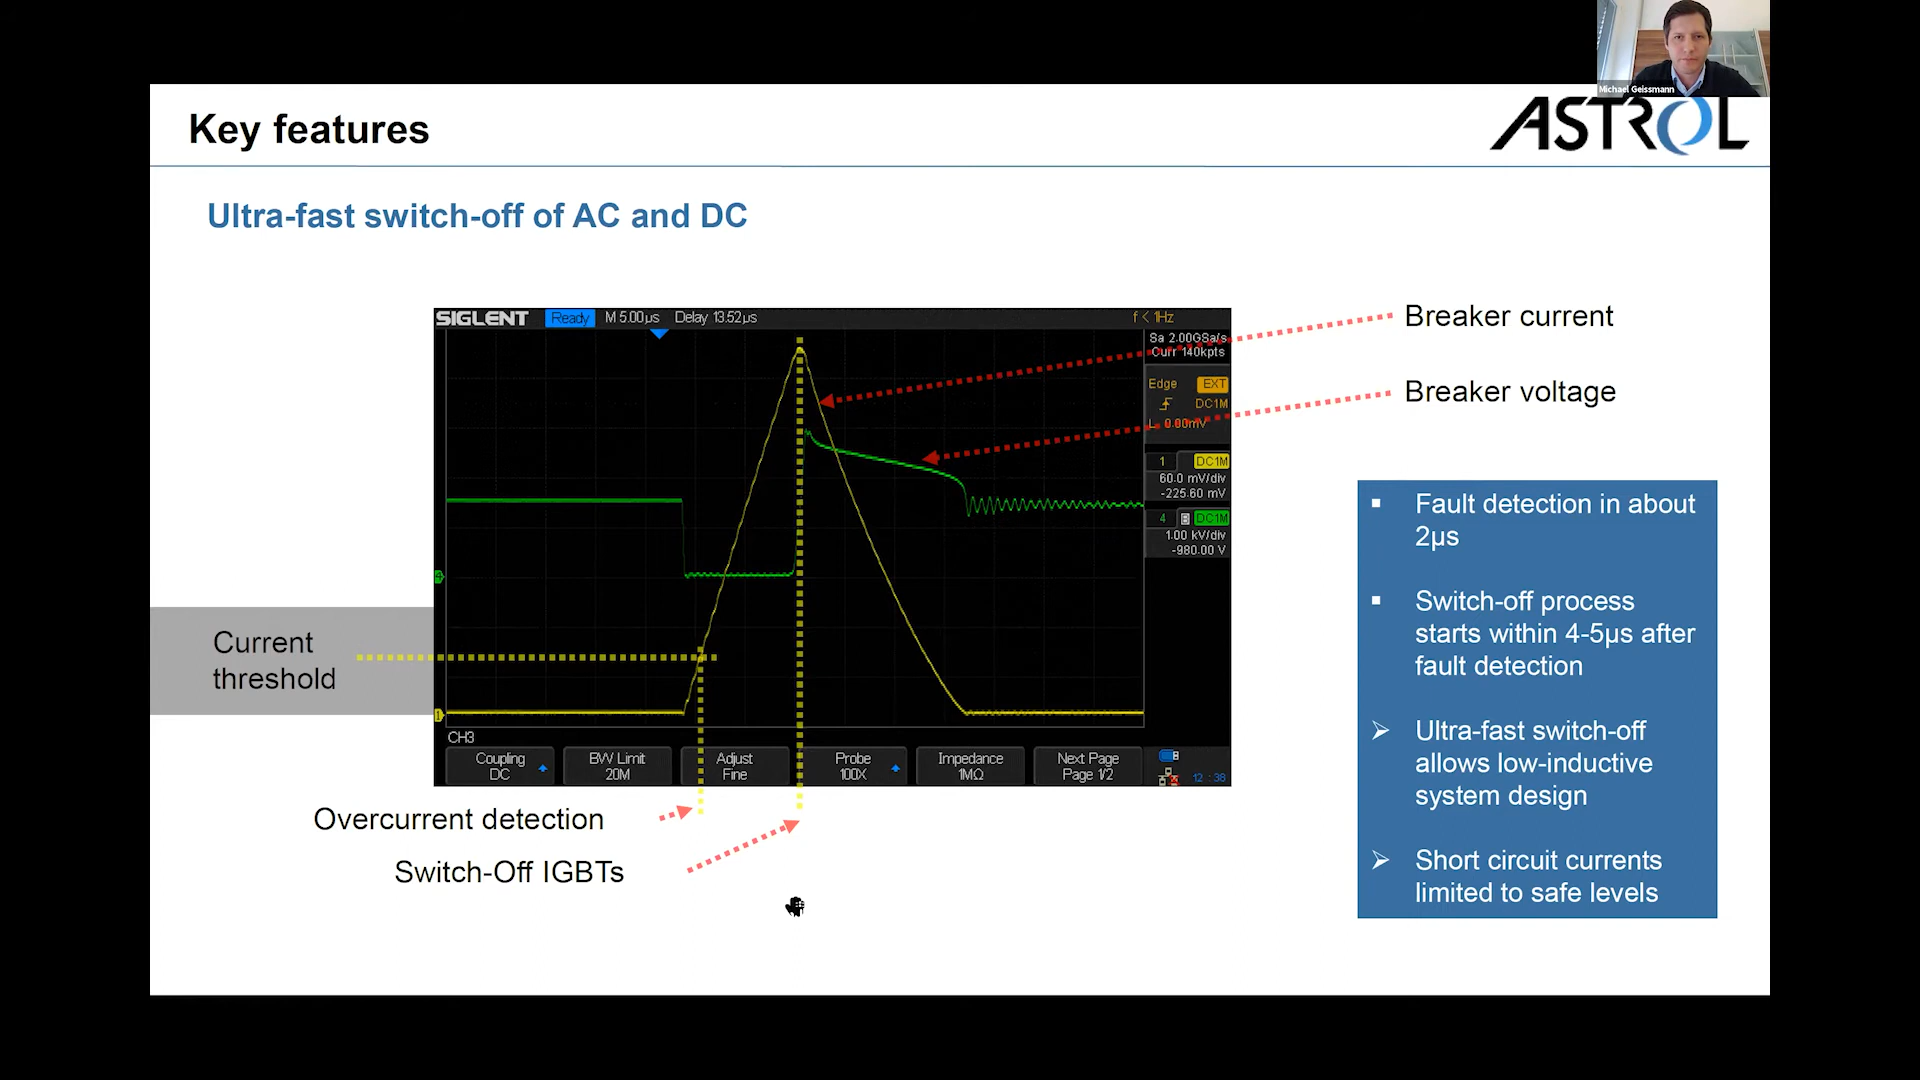 Michael Geissmann
ASTROL
Key features
Ultra-fast switch-off of AC and DC
SIGLENT Ready M 5.00µs Delay 13.52µs f < 1Hz
Sa 2.00GSa/s
Curr 140kpts
Edge EXT
DC1M
L 0.00mV
1 DC1M
60.0 mV/div
-225.60 mV
4 B DC1M
1.00 kV/div
-980.00 V
4
1
CH3
Coupling
DC
BW Limit
20M
Adjust
Fine
Probe
100X
Impedance
1MΩ
Next Page
Page 1/2
12:38
Breaker current
Breaker voltage
Current
threshold
Overcurrent detection
Switch-Off IGBTs
▪ Fault detection in about
2µs
▪ Switch-off process
starts within 4-5µs after
fault detection
➢ Ultra-fast switch-off
allows low-inductive
system design
➢ Short circuit currents
limited to safe levels